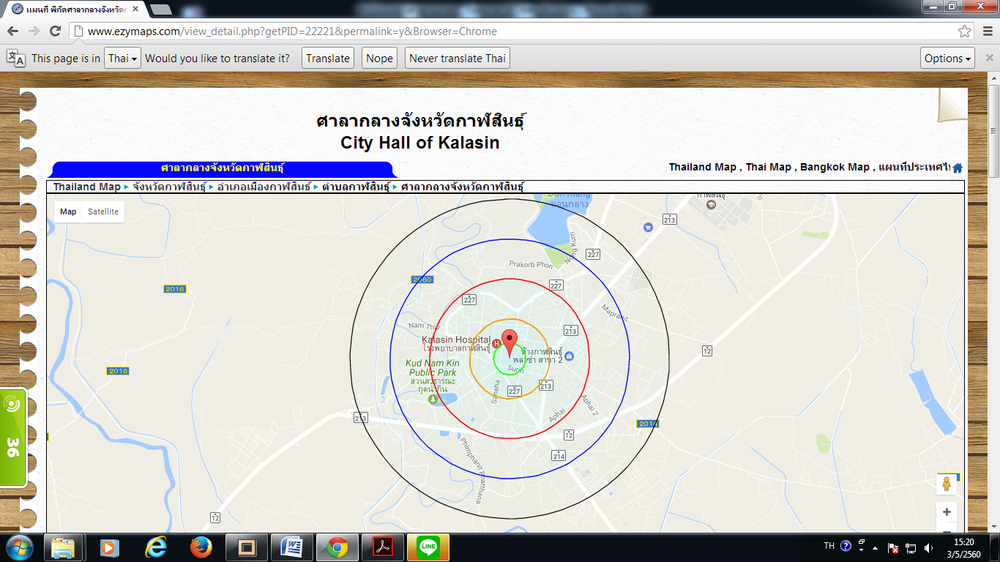 แผนที่ พิกัดศาลากลางจังหวัดก
www.ezymaps.com/view_detail.php?getPID=22221&permalink=y&Browser=Chrome
This page is in Thai Would you like to translate it? Translate Nope Never translate Thai Options
ศาลากลางจังหวัดกาฬสินธุ์
City Hall of Kalasin
ศาลากลางจังหวัดกาฬสินธุ์
Thailand Map , Thai Map , Bangkok Map , แผนที่ประเทศไ
Thailand Map จังหวัดกาฬสินธุ์ อำเภอเมืองกาฬสินธุ์ ตำบลกาฬสินธุ์ ศาลากลางจังหวัดกาฬสินธุ์
Map Satellite
Don Klang
ดอนกลาง
กาฬสินธุ์
213
Nong Kum
227
Prakorb Phon
2060
227
2016
227
Mapranit
Nam Thip
213
Kalasin Hospital
โรงพยาบาลกาฬสินธุ์
H
ห้างกาฬสินธุ์
พลาซ่า สาขา 2
12
Kud Nam Kin
Public Park
สวนสาธารณะ
กุดน้ำกิน
Surin
2016
213
227
Saneha
Aphai
Aphai 2
213
2014
12
214
Phimpharit Phatthana
12
36
TH
15:20
3/5/2560
LINE